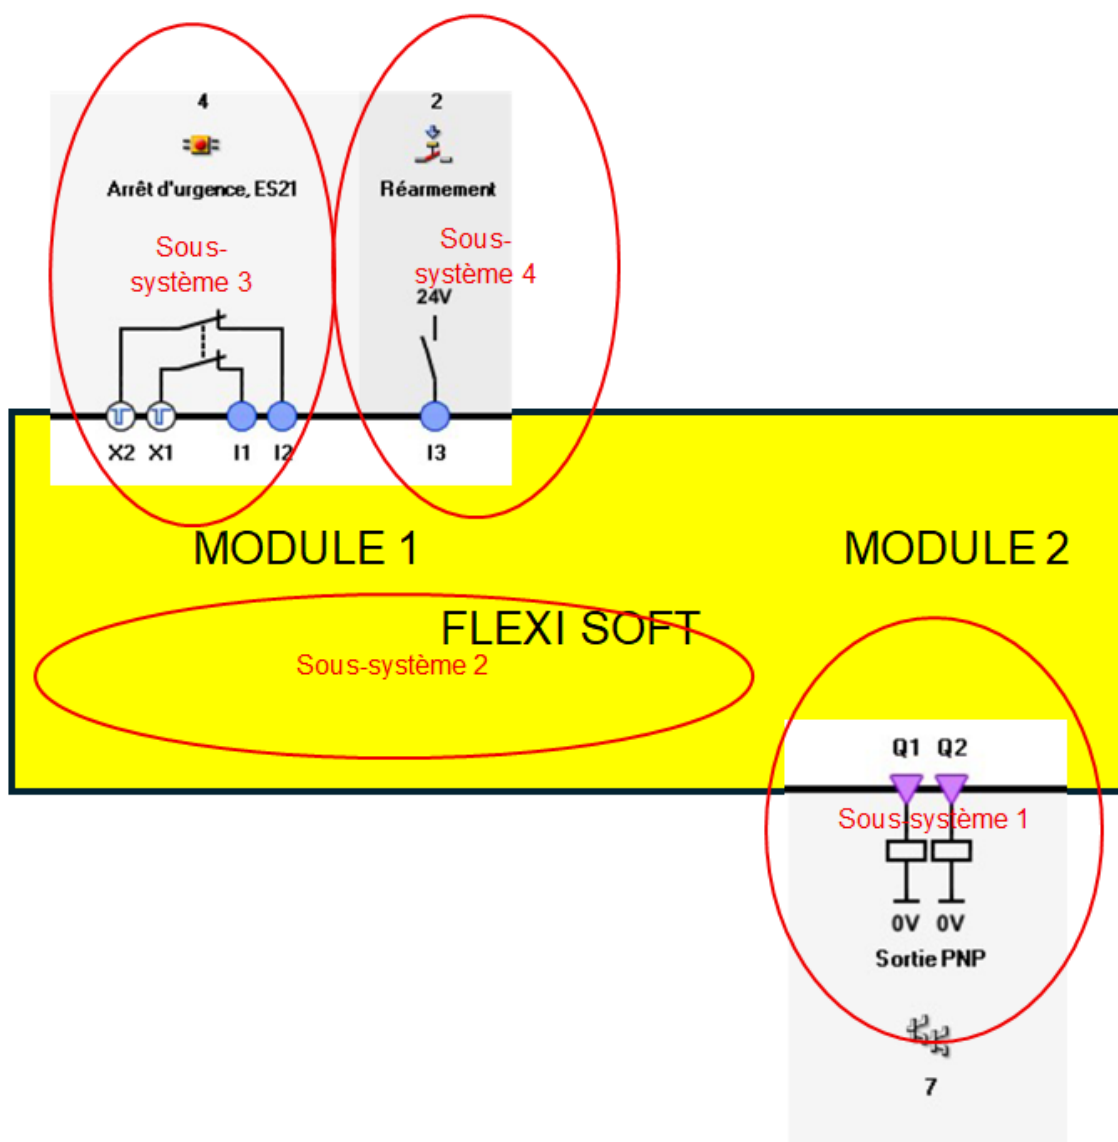 4
2
Arrêt d'urgence, ES21
Réarmement
Sous-
système 3
Sous-
système 4
24V
X2 X1 I1 I2
I3
MODULE 1
MODULE 2
FLEXI SOFT
Sous-système 2
Q1 Q2
Sous-système 1
0V 0V
Sortie PNP
7